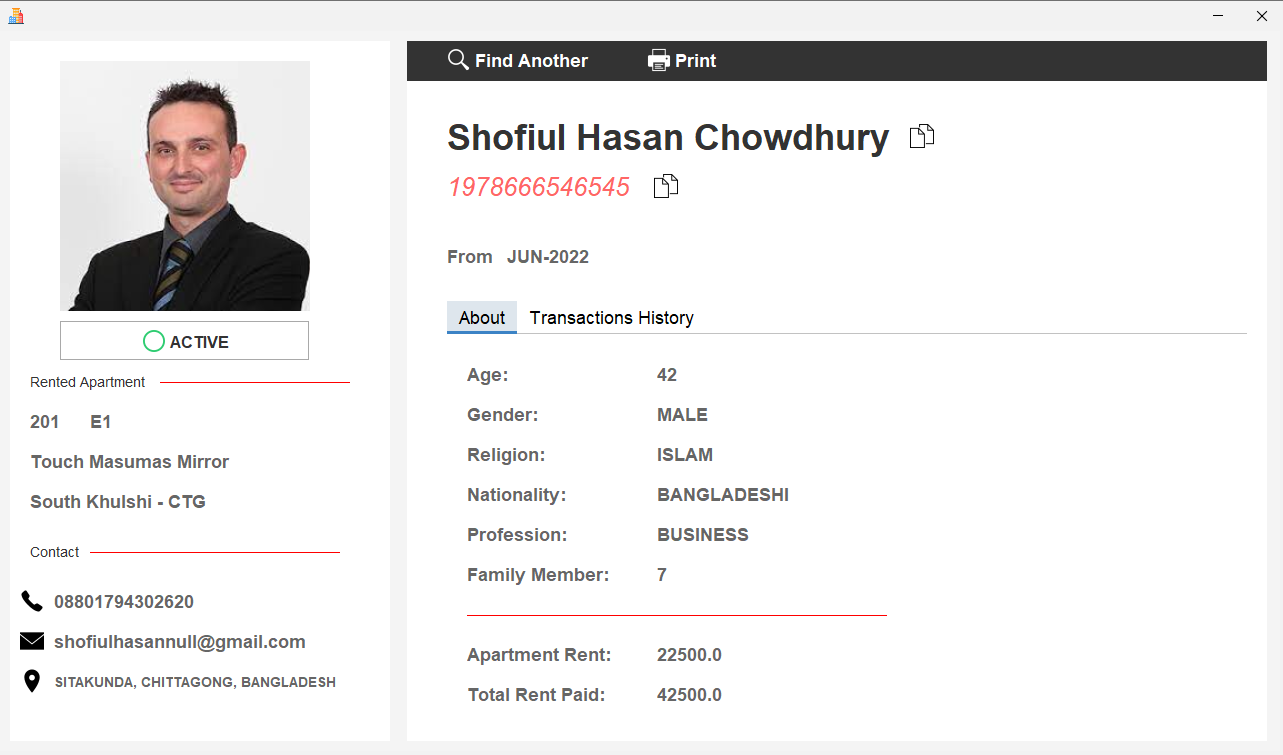 Find Another Print
Shofiul Hasan Chowdhury
1978666546545
From JUN-2022
ACTIVE
Rented Apartment
201 E1
Touch Masumas Mirror
South Khulshi - CTG
Contact
08801794302620
shofiulhasannull@gmail.com
SITAKUNDA, CHITTAGONG, BANGLADESH
About Transactions History
Age: 42
Gender: MALE
Religion: ISLAM
Nationality: BANGLADESHI
Profession: BUSINESS
Family Member: 7
Apartment Rent: 22500.0
Total Rent Paid: 42500.0